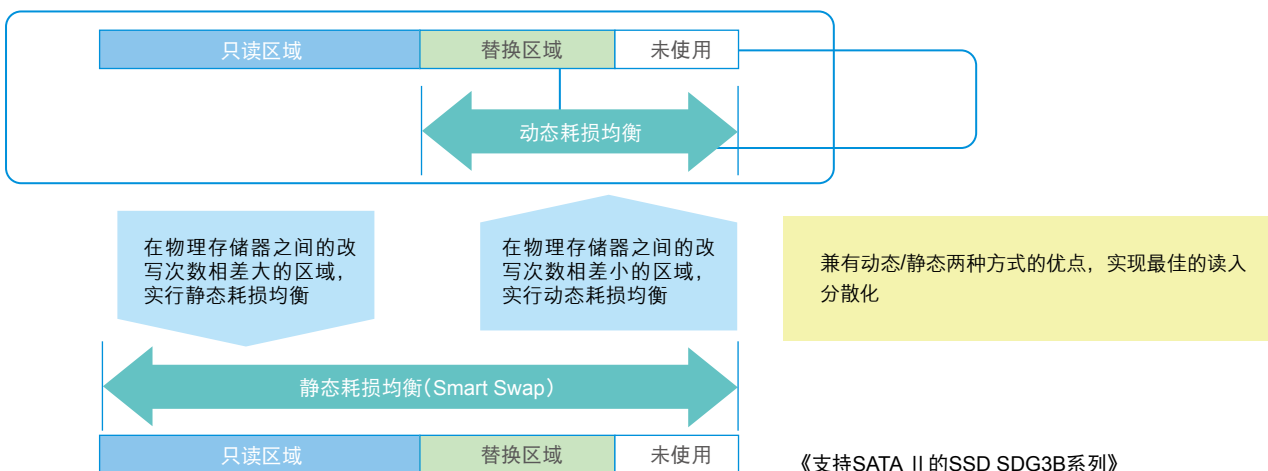 只读区域 替换区域 未使用
动态耗损均衡
在物理存储器之间的改
写次数相差大的区域，
实行静态耗损均衡
在物理存储器之间的改
写次数相差小的区域，
实行动态耗损均衡
兼有动态/静态两种方式的优点，实现最佳的读入
分散化
静态耗损均衡（Smart Swap）
只读区域 替换区域 未使用
《支持SATA Ⅱ的SSD SDG3B系列》